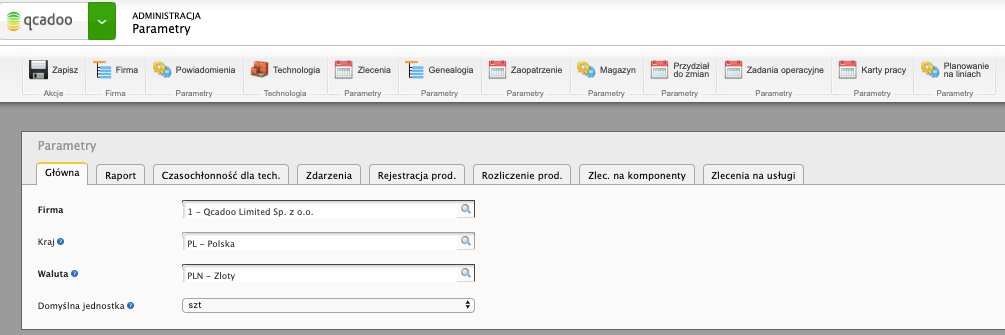 qcadoo
ADMINISTRACJA
Parametry
Zapisz
Firma
Powiadomienia
Technologia
Zlecenia
Genealogia
Zaopatrzenie
Magazyn
Przydział
do zmian
Zadania operacyjne
Karty pracy
Planowanie
na liniach
Akcje
Firma
Parametry
Technologia
Parametry
Parametry
Parametry
Parametry
Parametry
Parametry
Parametry
Parametry
Parametry
Główna
Raport
Czasochłonność dla tech.
Zdarzenia
Rejestracja prod.
Rozliczenie prod.
Zlec. na komponenty
Zlecenia na usługi
Firma
1 - Qcadoo Limited Sp. z o.o.
Kraj ?
PL - Polska
Waluta ?
PLN - Zloty
Domyślna jednostka ?
szt